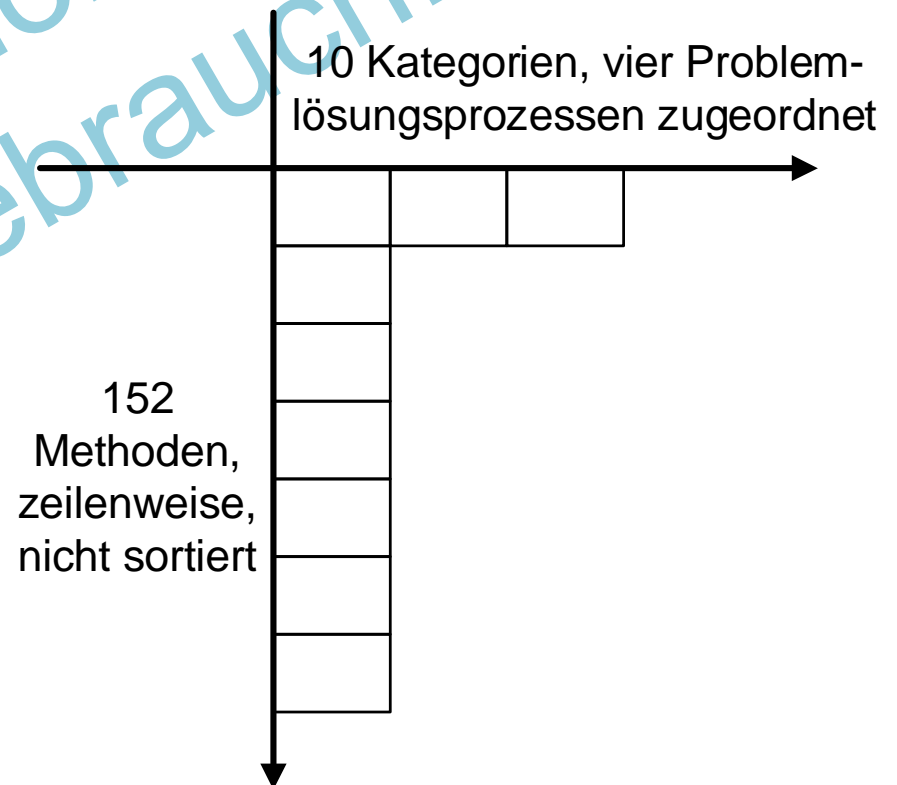 10 Kategorien, vier Problem-
lösungsprozessen zugeordnet
152
Methoden,
zeilenweise,
nicht sortiert